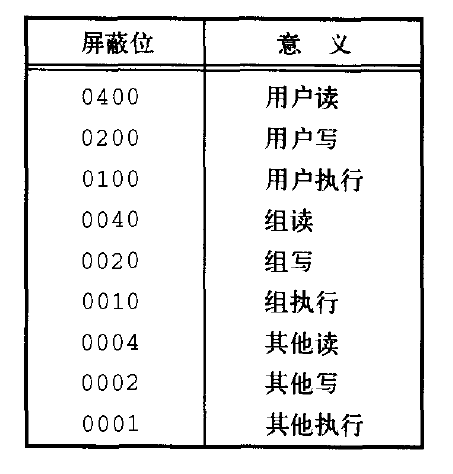 屏蔽位 意 义
0400 用户读
0200 用户写
0100 用户执行
0040 组读
0020 组写
0010 组执行
0004 其他读
0002 其他写
0001 其他执行